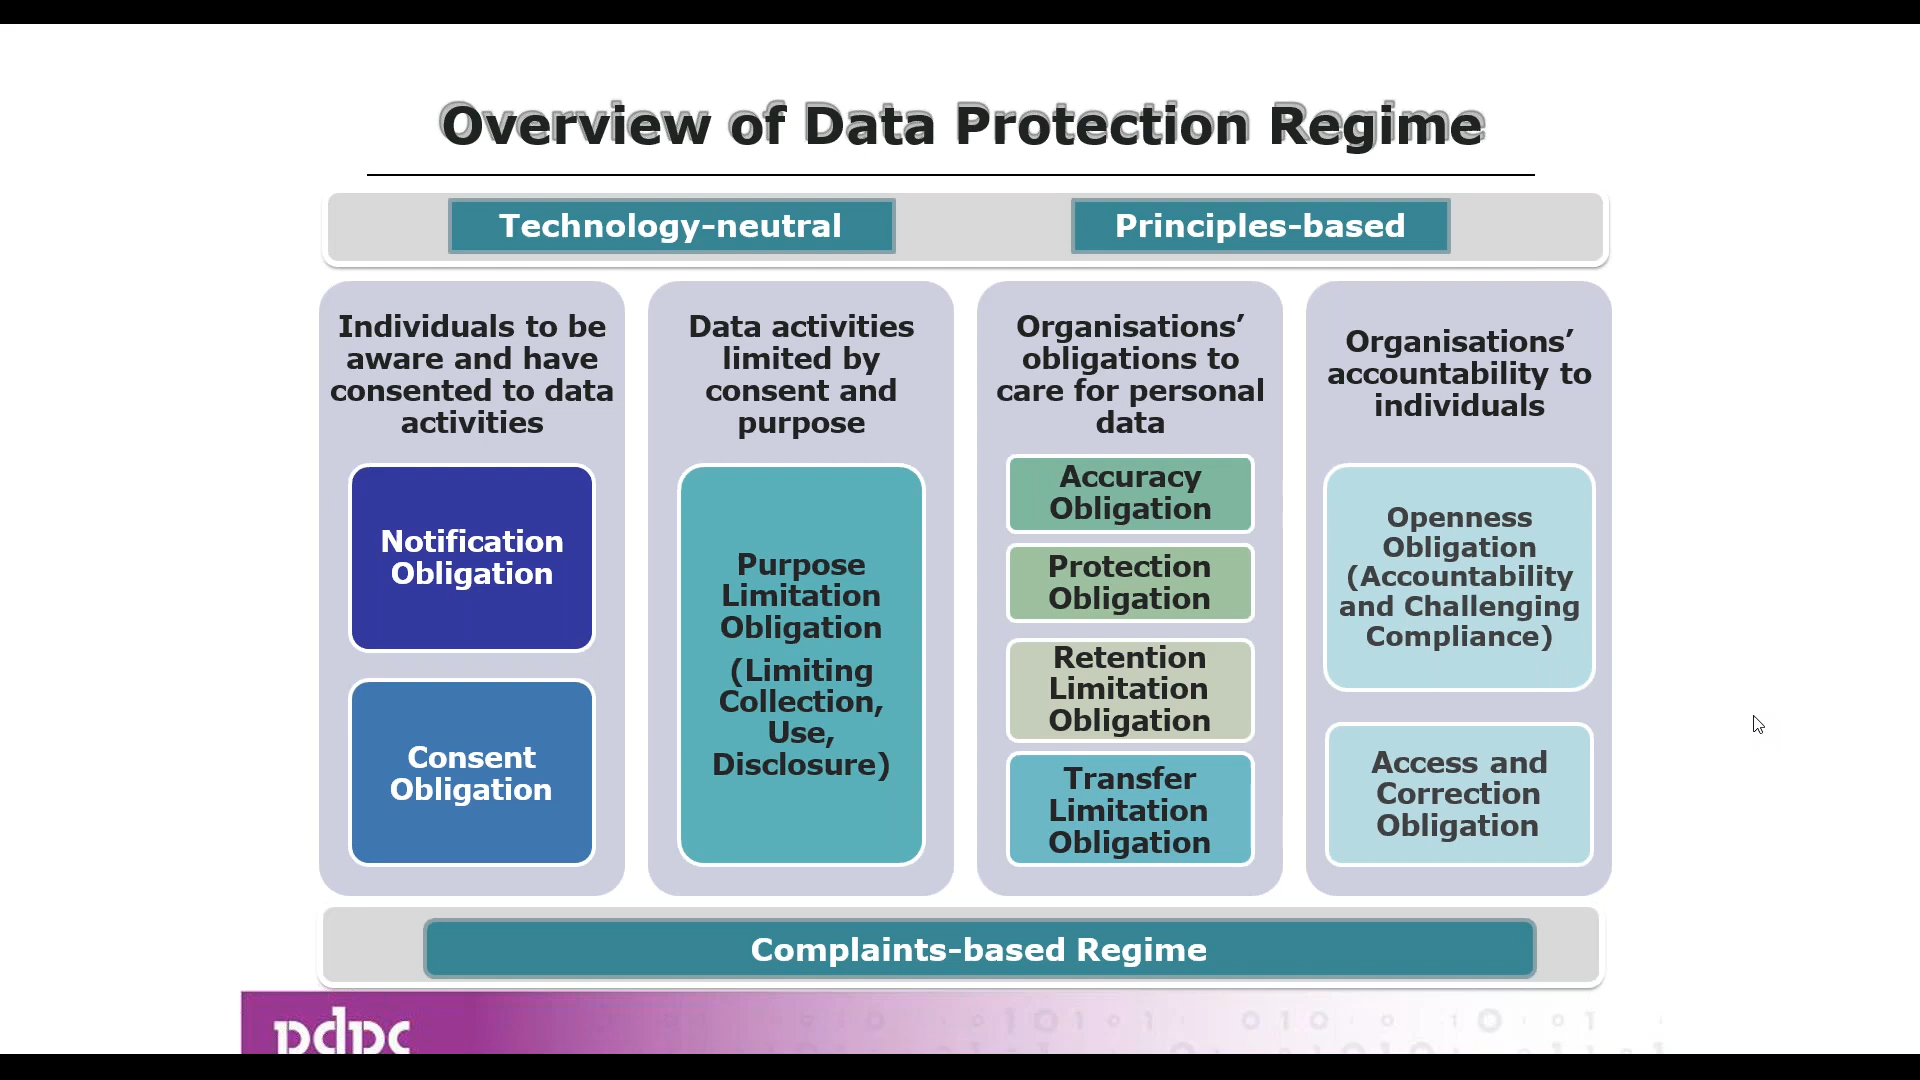 Overview of Data Protection Regime
Technology-neutral
Principles-based
Individuals to be
aware and have
consented to data
activities
Notification
Obligation
Consent
Obligation
Data activities
limited by
consent and
purpose
Purpose
Limitation
Obligation
(Limiting
Collection,
Use,
Disclosure)
Organisations’
obligations to
care for personal
data
Accuracy
Obligation
Protection
Obligation
Retention
Limitation
Obligation
Transfer
Limitation
Obligation
Organisations’
accountability to
individuals
Openness
Obligation
(Accountability
and Challenging
Compliance)
Access and
Correction
Obligation
Complaints-based Regime
pdpc